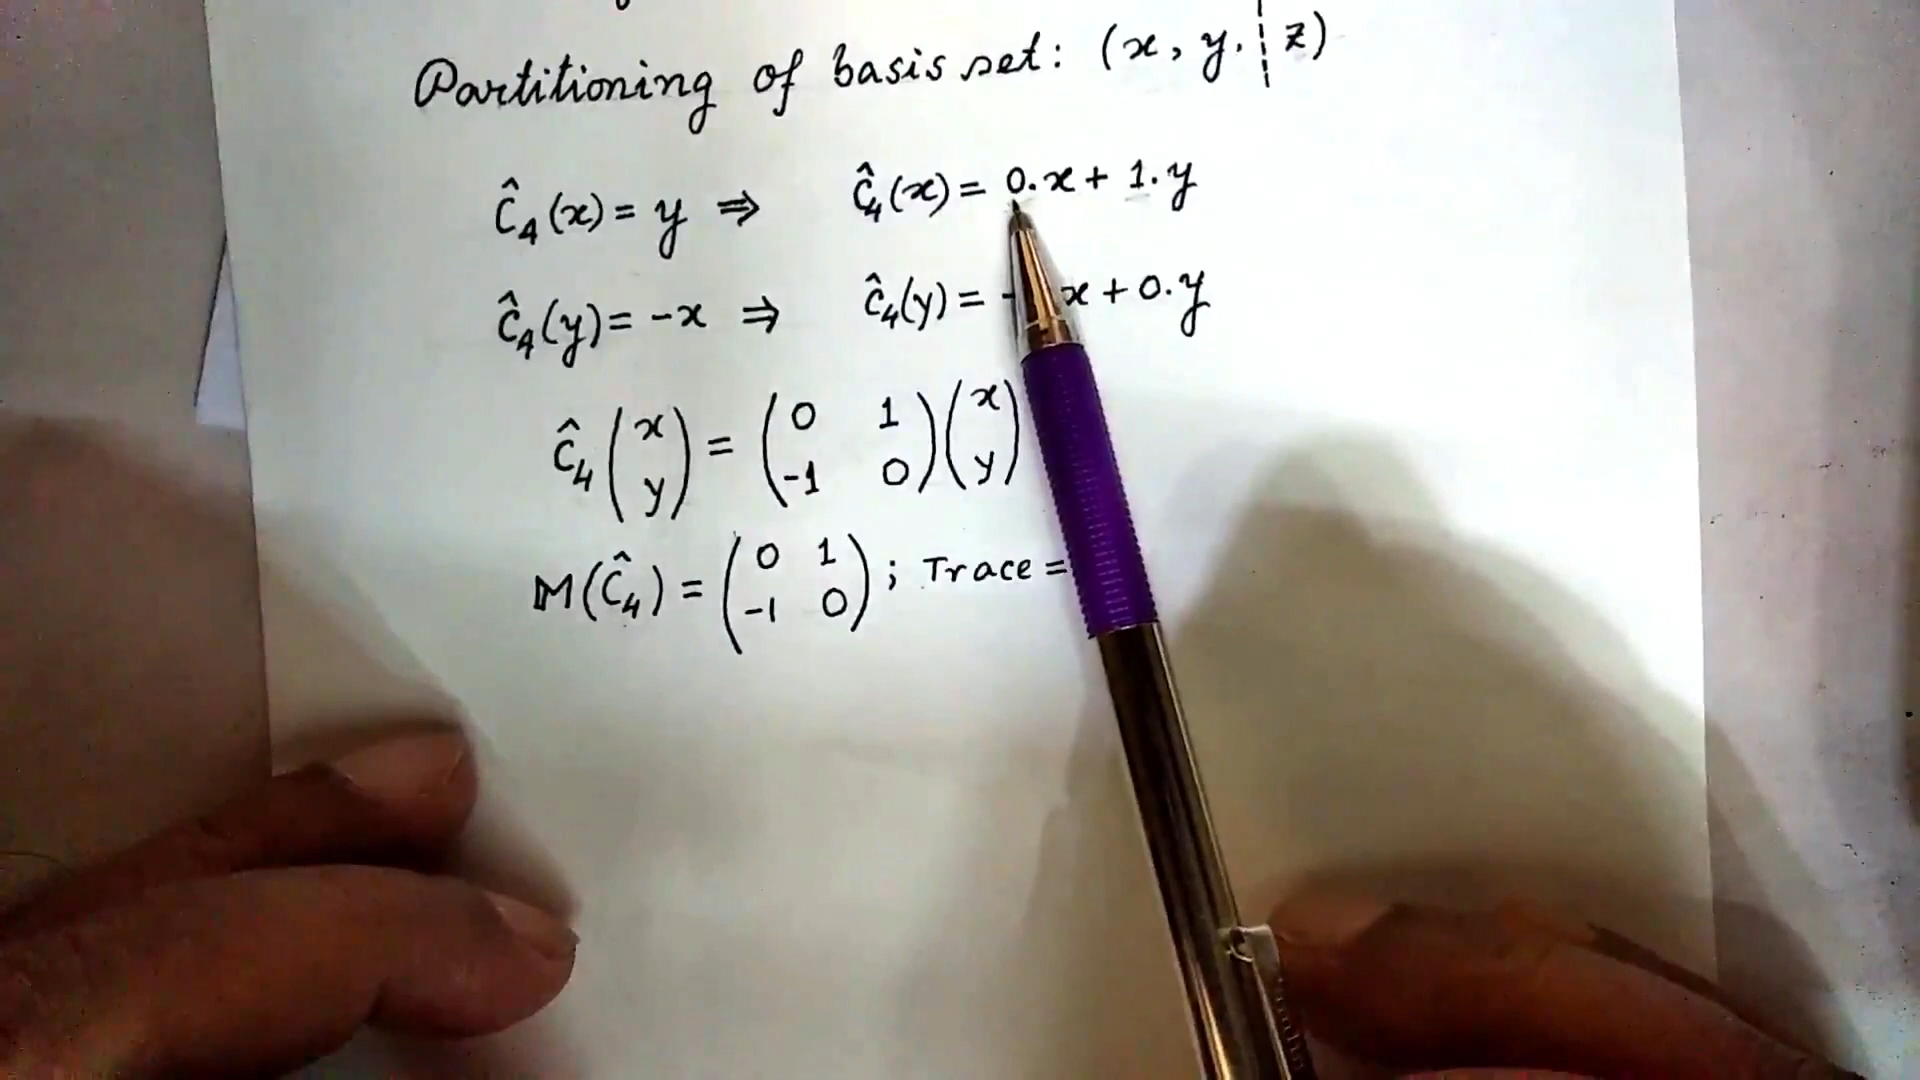 Partitioning of basis set: (x, y. ¦ z)
Ĉ₄(x) = y ⇒ Ĉ₄(x) = 0.x + 1.y
Ĉ₄(y) = -x ⇒ Ĉ₄(y) = - x + 0.y
Ĉ₄ (x y) = (0 1 -1 0) (x y)
M(Ĉ₄) = (0 1 -1 0) ; Trace =